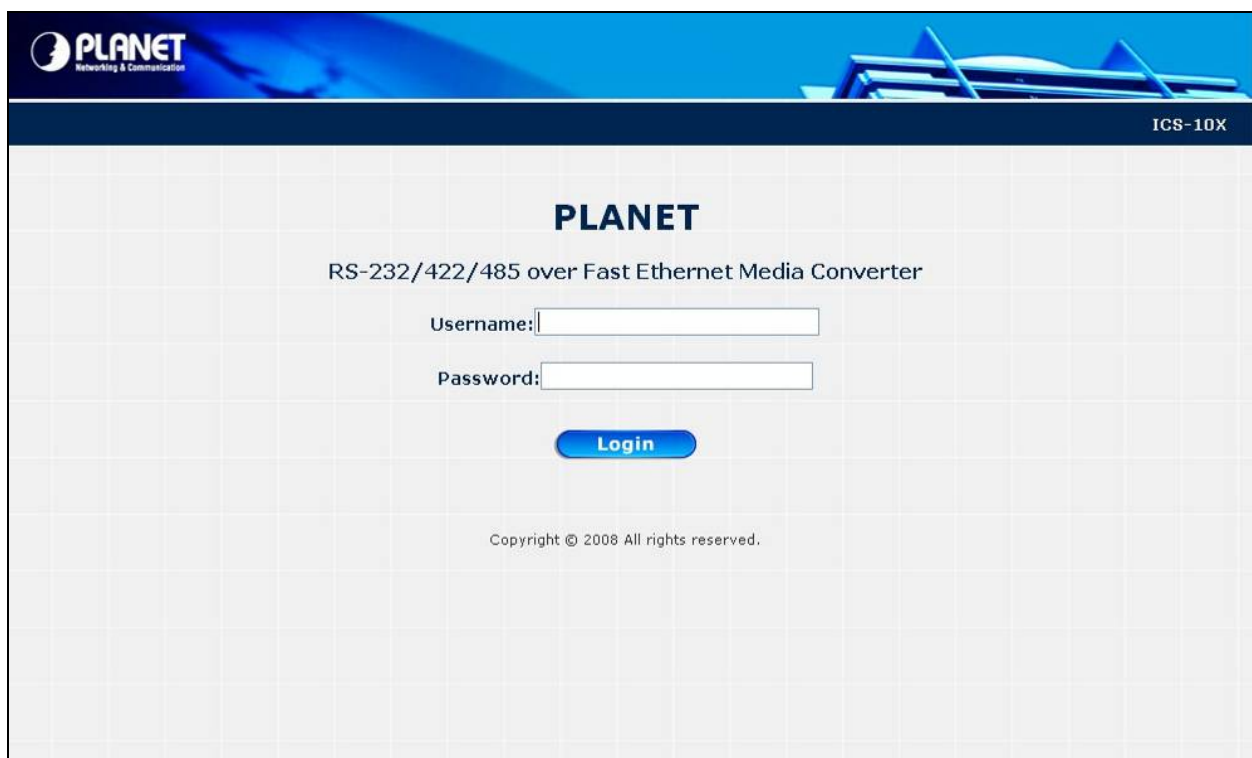 PLANET
Networking & Communication
ICS-10X
PLANET
RS-232/422/485 over Fast Ethernet Media Converter
Username:
Password:
Login
Copyright © 2008 All rights reserved.